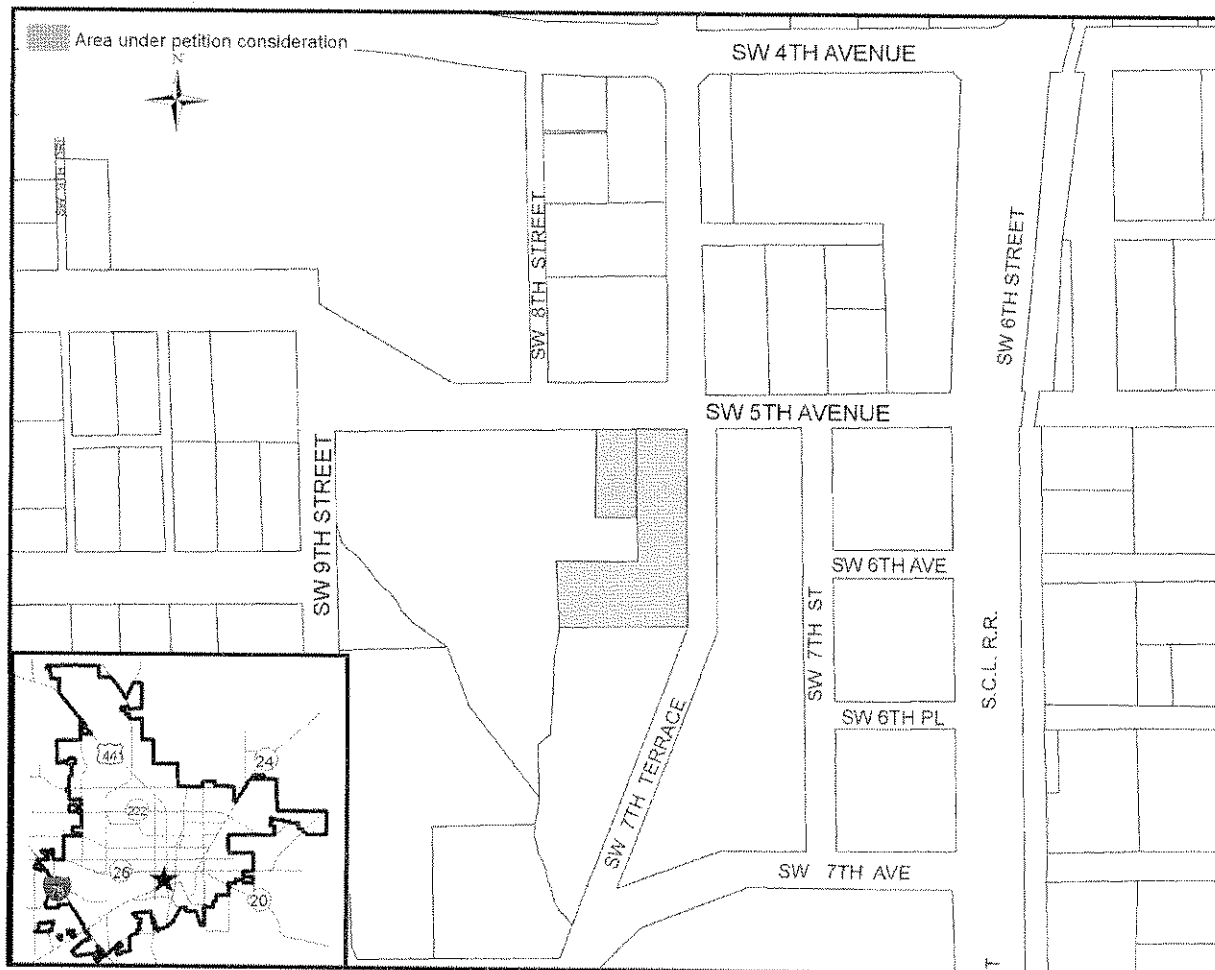 Area under petition consideration
N
SW 4TH AVENUE
SW 8TH STREET
SW 6TH STREET
SW 5TH AVENUE
SW 9TH STREET
SW 6TH AVE
SW 7TH ST
S.C.L. R.R.
SW 6TH PL
SW 7TH TERRACE
SW 7TH AVE
T
441
24
222
26
20